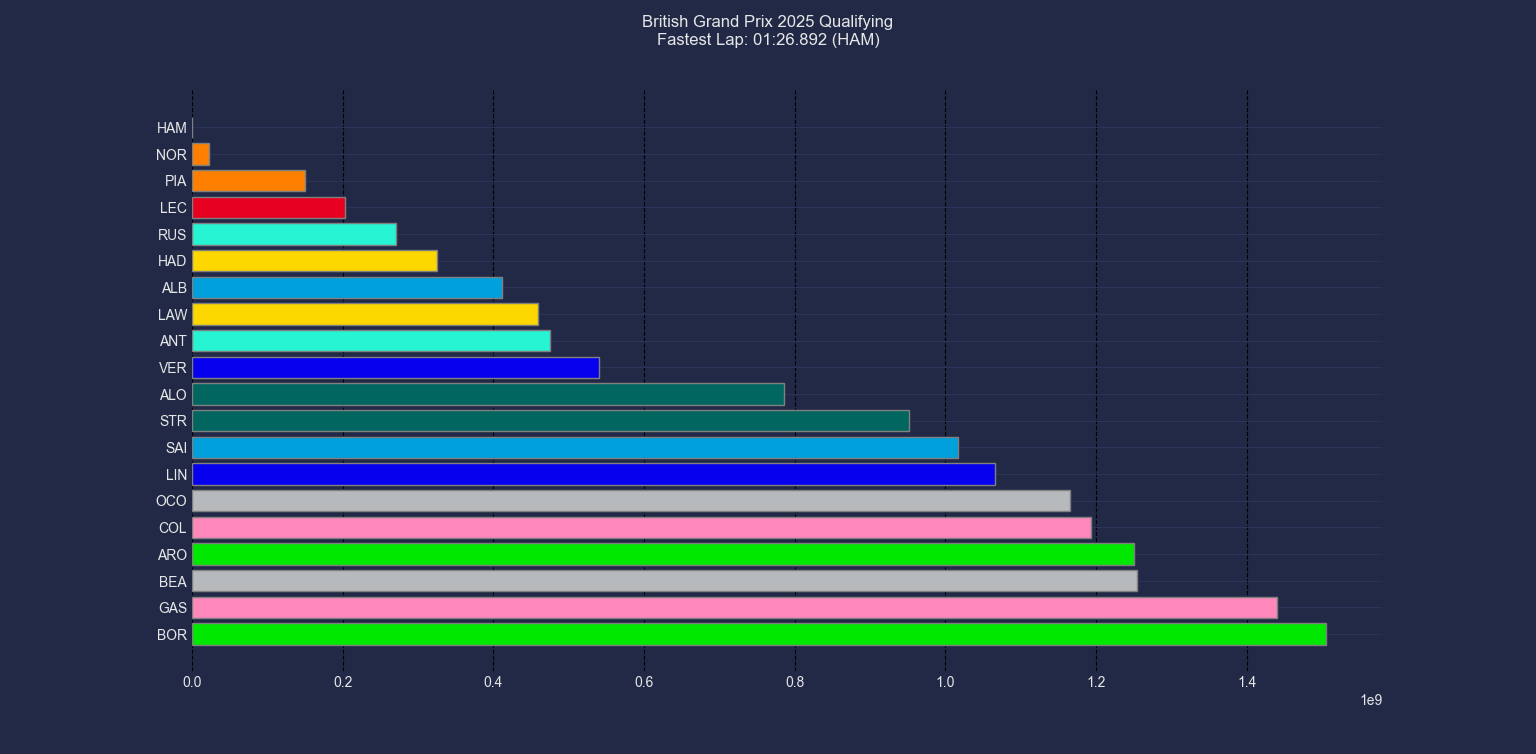 British Grand Prix 2025 Qualifying
Fastest Lap: 01:26.892 (HAM)
HAM
NOR
PIA
LEC
RUS
HAD
ALB
LAW
ANT
VER
ALO
STR
SAI
LIN
OCO
COL
ARO
BEA
GAS
BOR
0.0 0.2 0.4 0.6 0.8 1.0 1.2 1.4
1e9